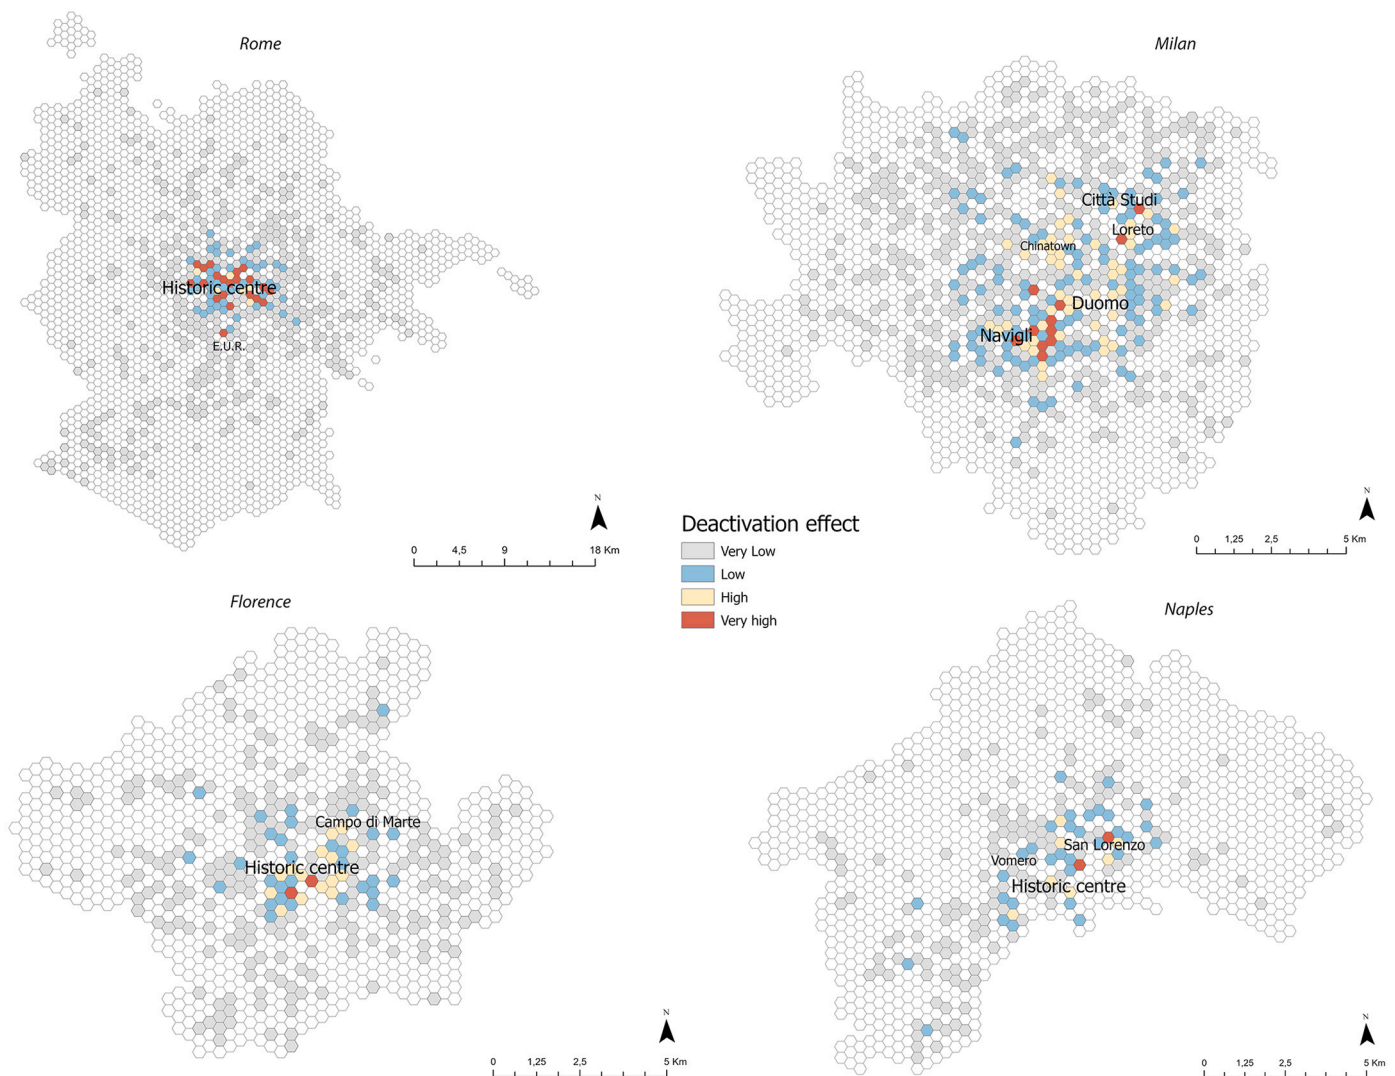 Rome
Historic centre
E.U.R.
N
0 4,5 9 18 Km
Milan
Città Studi
Loreto
Chinatown
Duomo
Navigli
N
0 1,25 2,5 5 Km
Deactivation effect
Very Low
Low
High
Very high
Florence
Campo di Marte
Historic centre
N
0 1,25 2,5 5 Km
Naples
San Lorenzo
Vomero
Historic centre
N
0 1,25 2,5 5 Km